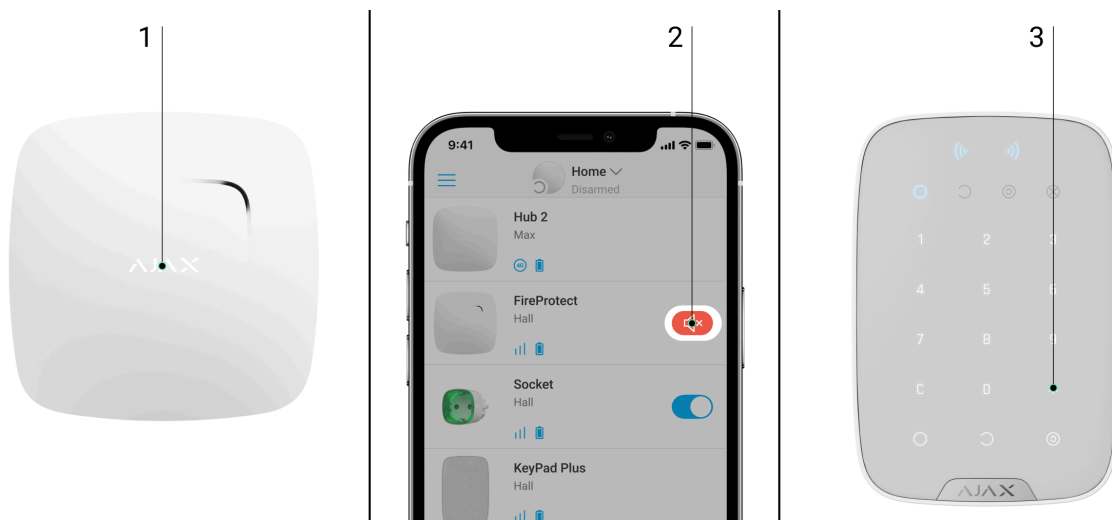 1
AJAX
2
9:41
Home
Disarmed
Hub 2
Max
4G
FireProtect
Hall
Socket
Hall
KeyPad Plus
Hall
3
1 2 3
4 5 6
7 8 9
C 0
AJAX